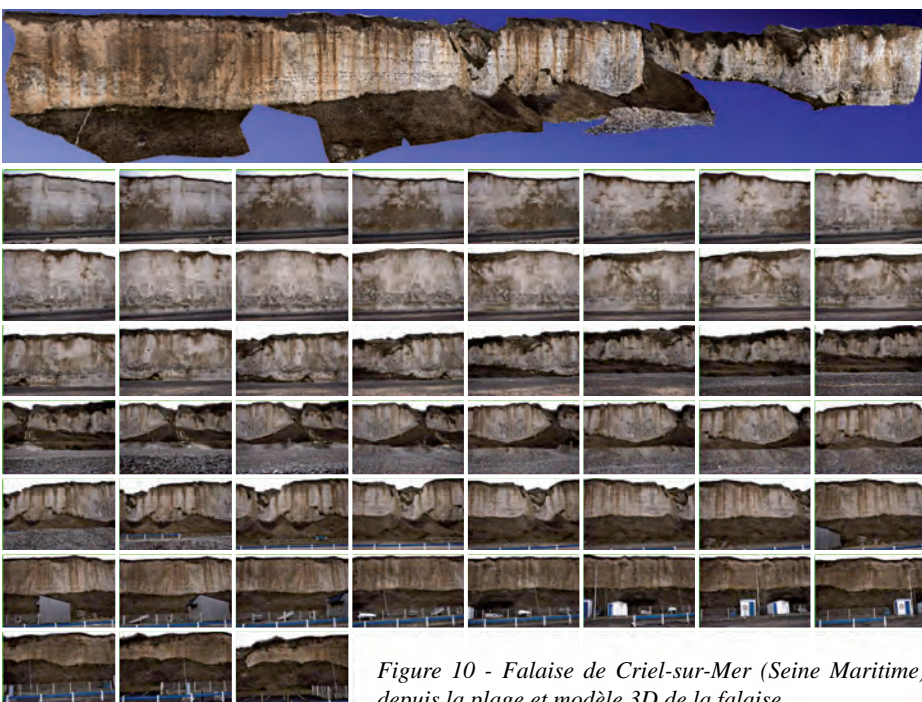 Figure 10 - Falaise de Criel-sur-Mer (Seine Maritime)
depuis la plage et modèle 3D de la falaise